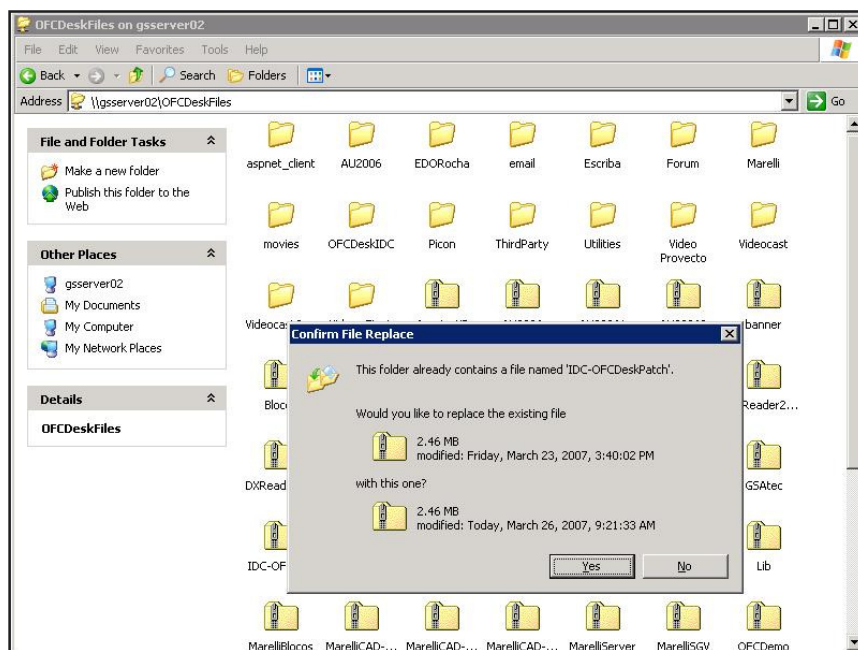 OFCDeskFiles on gsserver02
File Edit View Favorites Tools Help
Back Search Folders
Address \\gsserver02\OFCDeskFiles Go
File and Folder Tasks
Make a new folder
Publish this folder to the
Web
Other Places
gsserver02
My Documents
My Computer
My Network Places
Details
OFCDeskFiles
aspnet_client AU2006 EDORocha email Escriba Forum Marelli
movies OFCDeskIDC Picon ThirdParty Utilities Video Videocast
Provecto
banner
Reader2...
DXRead
GSAtec
IDC-OF
Lib
MarelliBlocos MarelliCAD-... MarelliCAD-... MarelliCAD-... MarelliServer MarelliSGV OFCDemo
Confirm File Replace
This folder already contains a file named 'IDC-OFCDeskPatch'.
Would you like to replace the existing file
2.46 MB
modified: Friday, March 23, 2007, 3:40:02 PM
with this one?
2.46 MB
modified: Today, March 26, 2007, 9:21:33 AM
Yes No